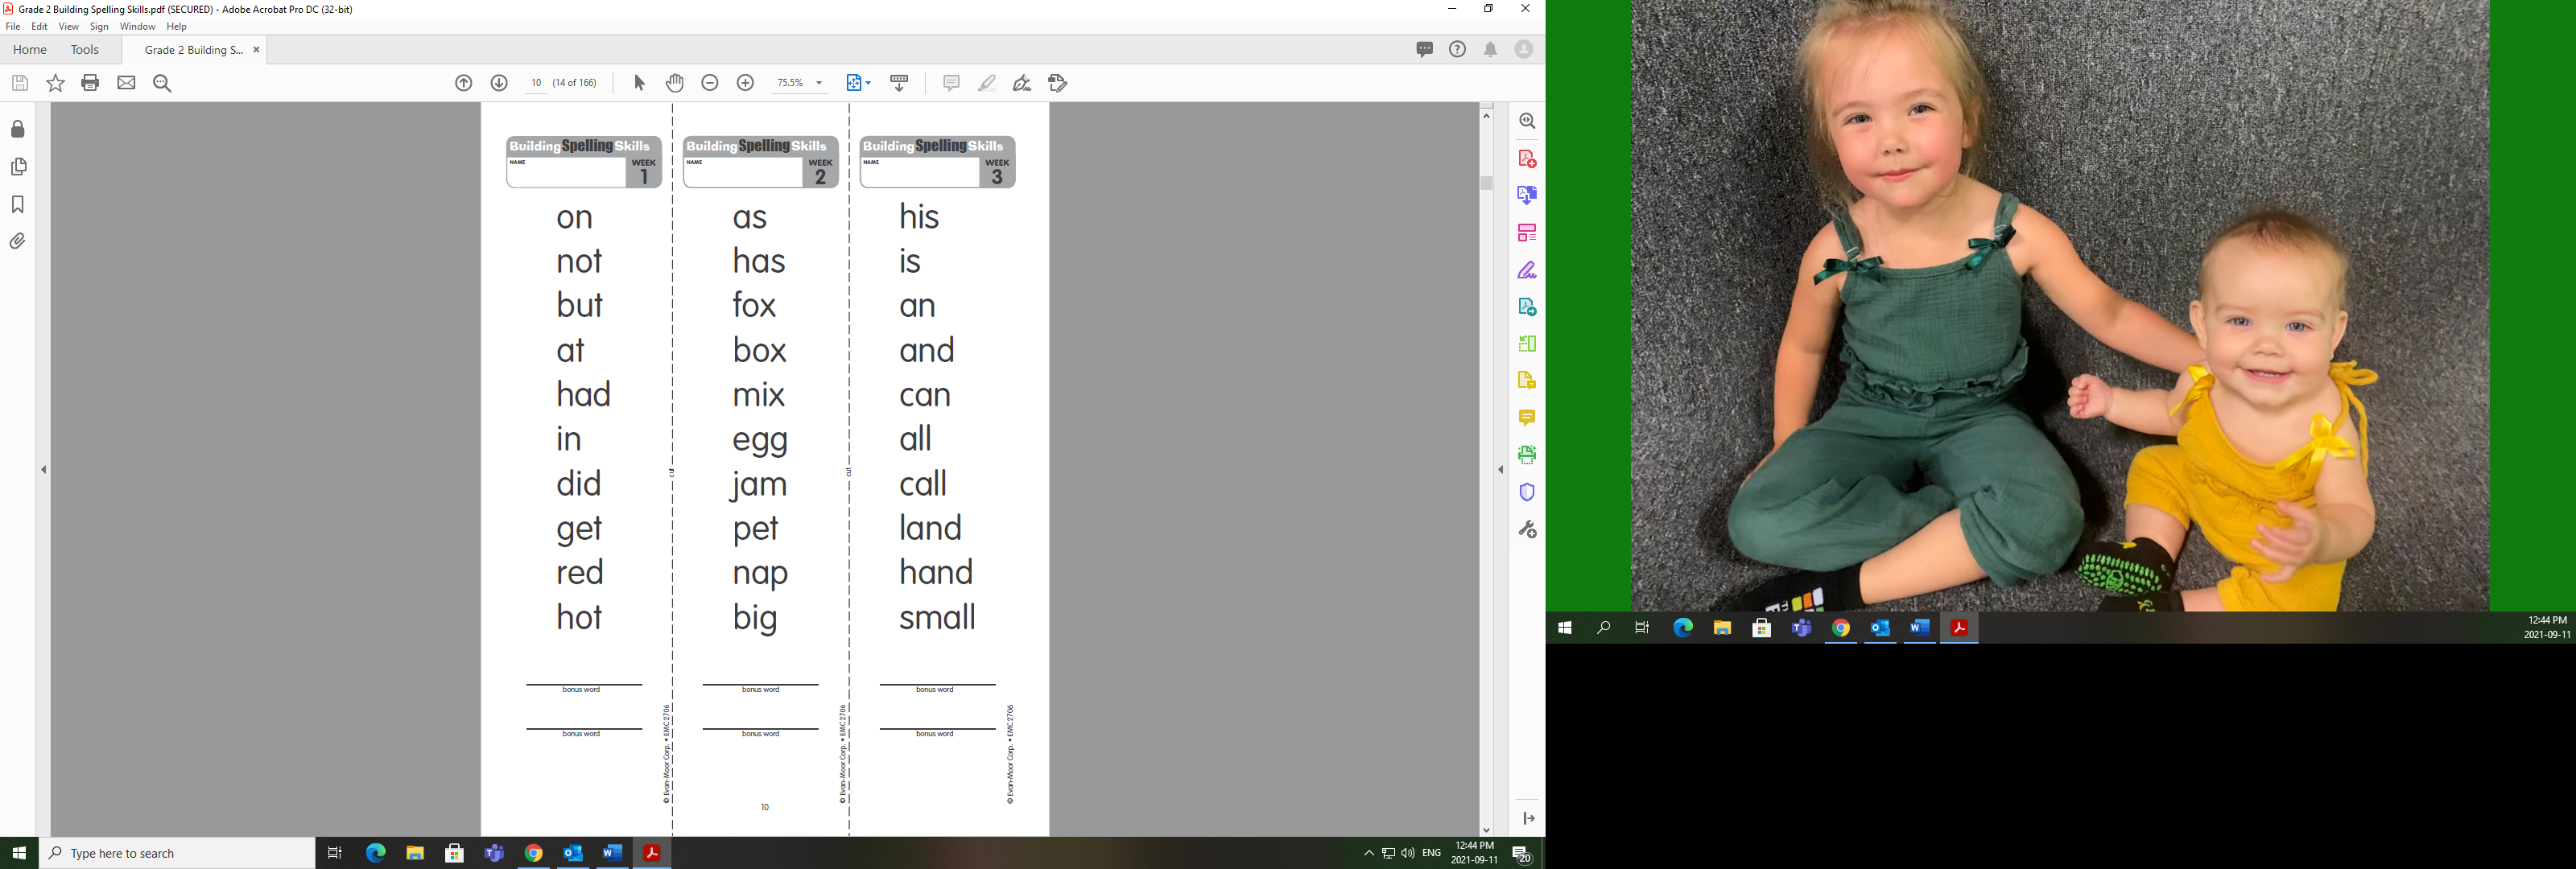 Grade 2 Building Spelling Skills.pdf (SECURED) - Adobe Acrobat Pro DC (32-bit)
File Edit View Sign Window Help
Home Tools Grade 2 Building S... ×
10 (14 of 166) 75.5%
Building Spelling Skills
NAME
WEEK
1
on
not
but
at
had
in
did
get
red
hot
bonus word
bonus word
© Evan-Moor Corp. • EMC 2706
cut
Building Spelling Skills
NAME
WEEK
2
as
has
fox
box
mix
egg
jam
pet
nap
big
bonus word
bonus word
© Evan-Moor Corp. • EMC 2706
cut
10
Building Spelling Skills
NAME
WEEK
3
his
is
an
and
can
all
call
land
hand
small
bonus word
bonus word
© Evan-Moor Corp. • EMC 2706
Type here to search
ENG
12:44 PM
2021-09-11
20
12:44 PM
2021-09-11